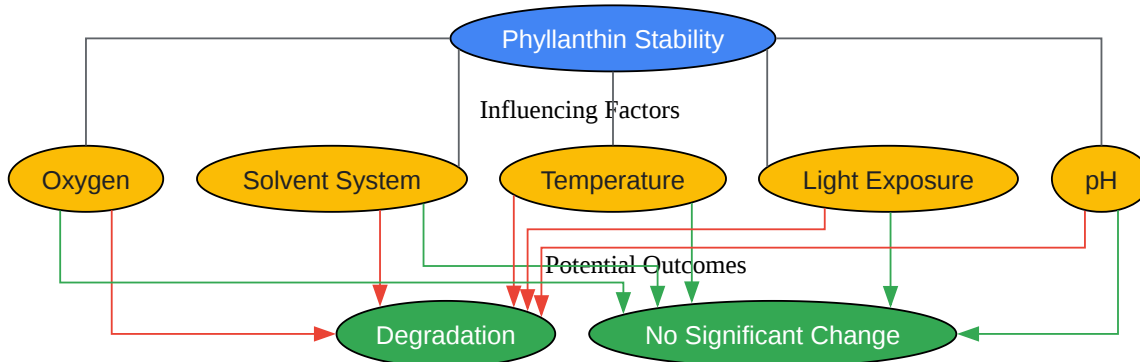 Phyllanthin Stability
Influencing Factors
Oxygen
Solvent System
Temperature
Light Exposure
pH
Potential Outcomes
Degradation
No Significant Change